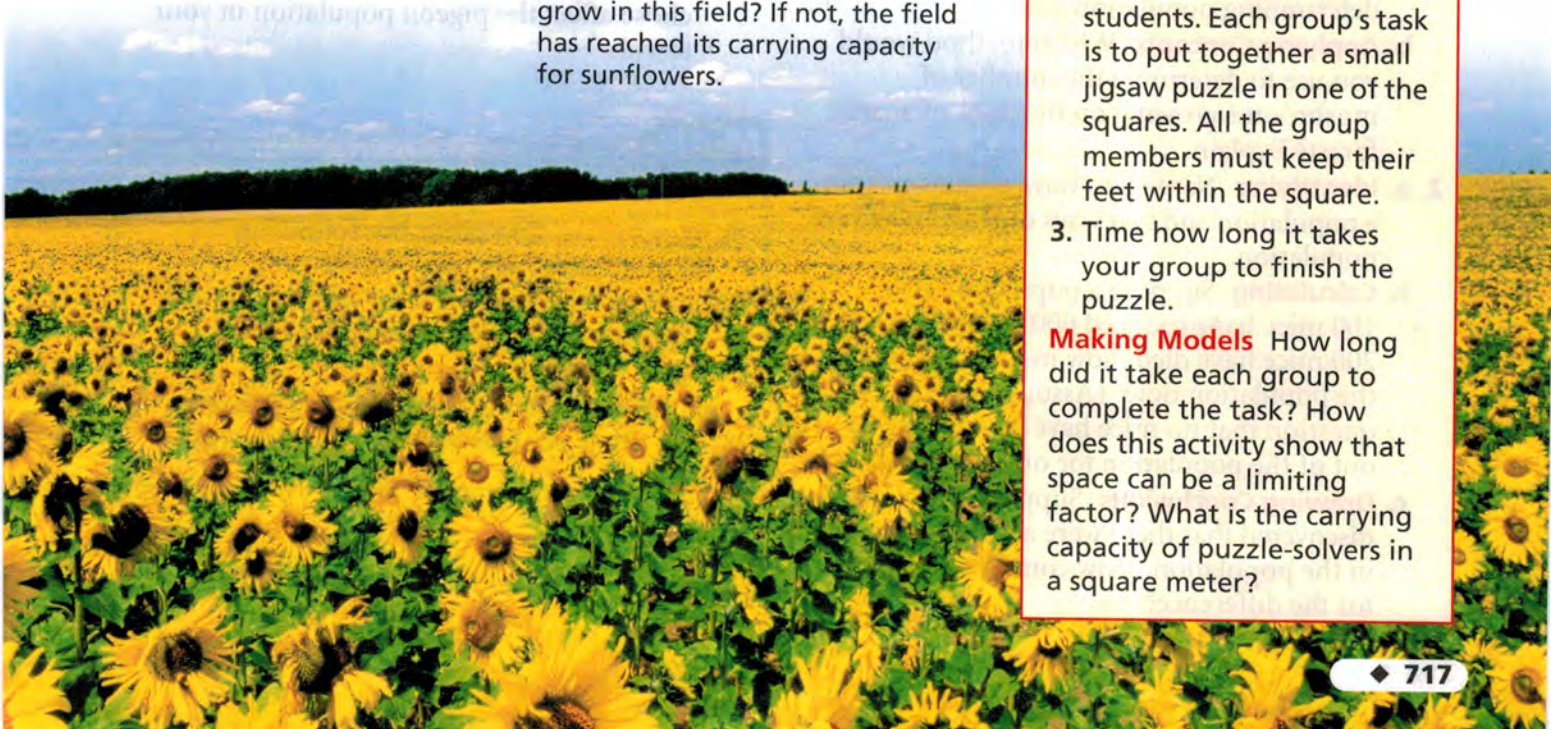 grow in this field? If not, the field
has reached its carrying capacity
for sunflowers.
students. Each group's task
is to put together a small
jigsaw puzzle in one of the
squares. All the group
members must keep their
feet within the square.
3. Time how long it takes
your group to finish the
puzzle.
Making Models How long
did it take each group to
complete the task? How
does this activity show that
space can be a limiting
factor? What is the carrying
capacity of puzzle-solvers in
a square meter?
◆ 717